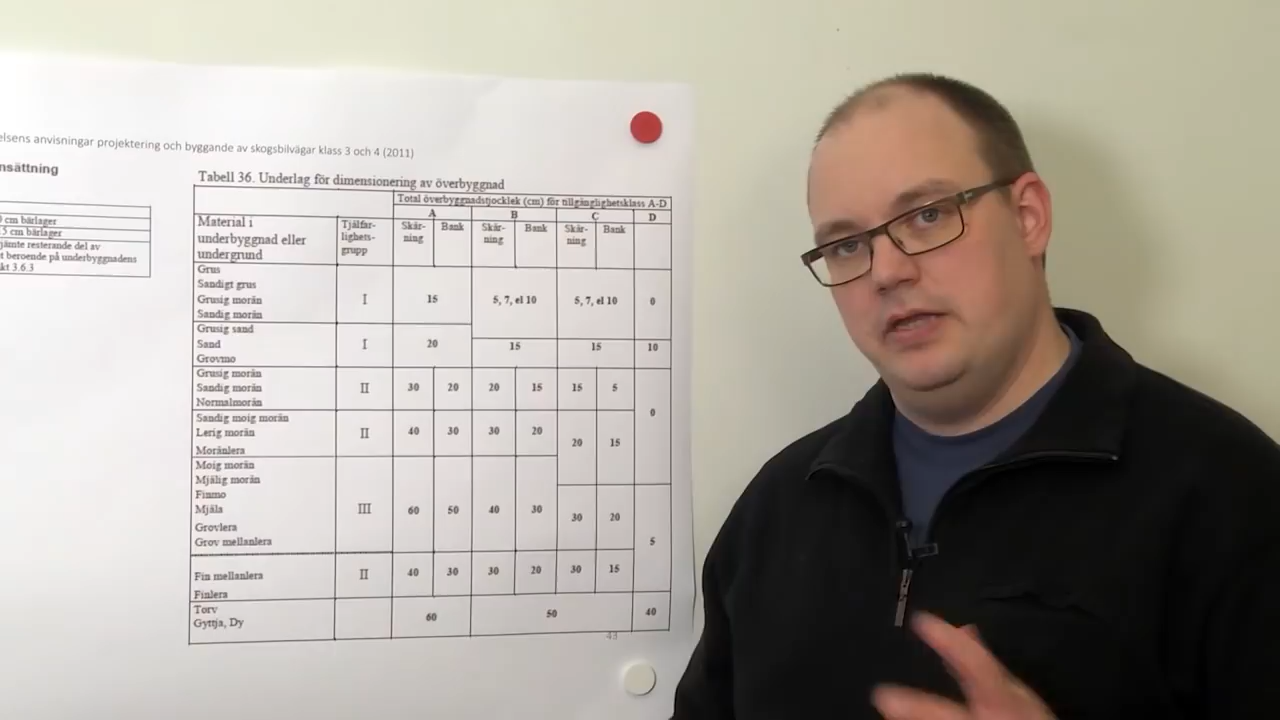 elsens anvisningar projektering och byggande av skogsbilvägar klass 3 och 4 (2011)
nsättning
cm bärlager
5 cm bärlager
jämte resterande del av
t beroende på underbyggnadens
kt 3.6.3
Tabell 36. Underlag för dimensionering av överbyggnad
Total överbyggnadstjocklek (cm) för tillgänglighetsklass A-D
A B C D
Material i
underbyggnad eller
undergrund
Tjälfar-
lighets-
grupp
Skär-
ning
Bank
Skär-
ning
Bank
Skär-
ning
Bank
Grus
Sandigt grus
Grusig morän
Sandig morän
I 15 5, 7, el 10 5, 7, el 10 0
Grusig sand
Sand
Grovmo
I 20 15 15 10
Grusig morän
Sandig morän
Normalmorän
II 30 20 20 15 15 5
0
Sandig moig morän
Lerig morän
Moränlera
II 40 30 30 20
20 15
Moig morän
Mjälig morän
Finmo
Mjäla
Grovlera
Grov mellanlera
III 60 50 40 30
30 20
5
Fin mellanlera
Finlera
II 40 30 30 20 30 15
Torv
Gyttja, Dy
60 50 40
43